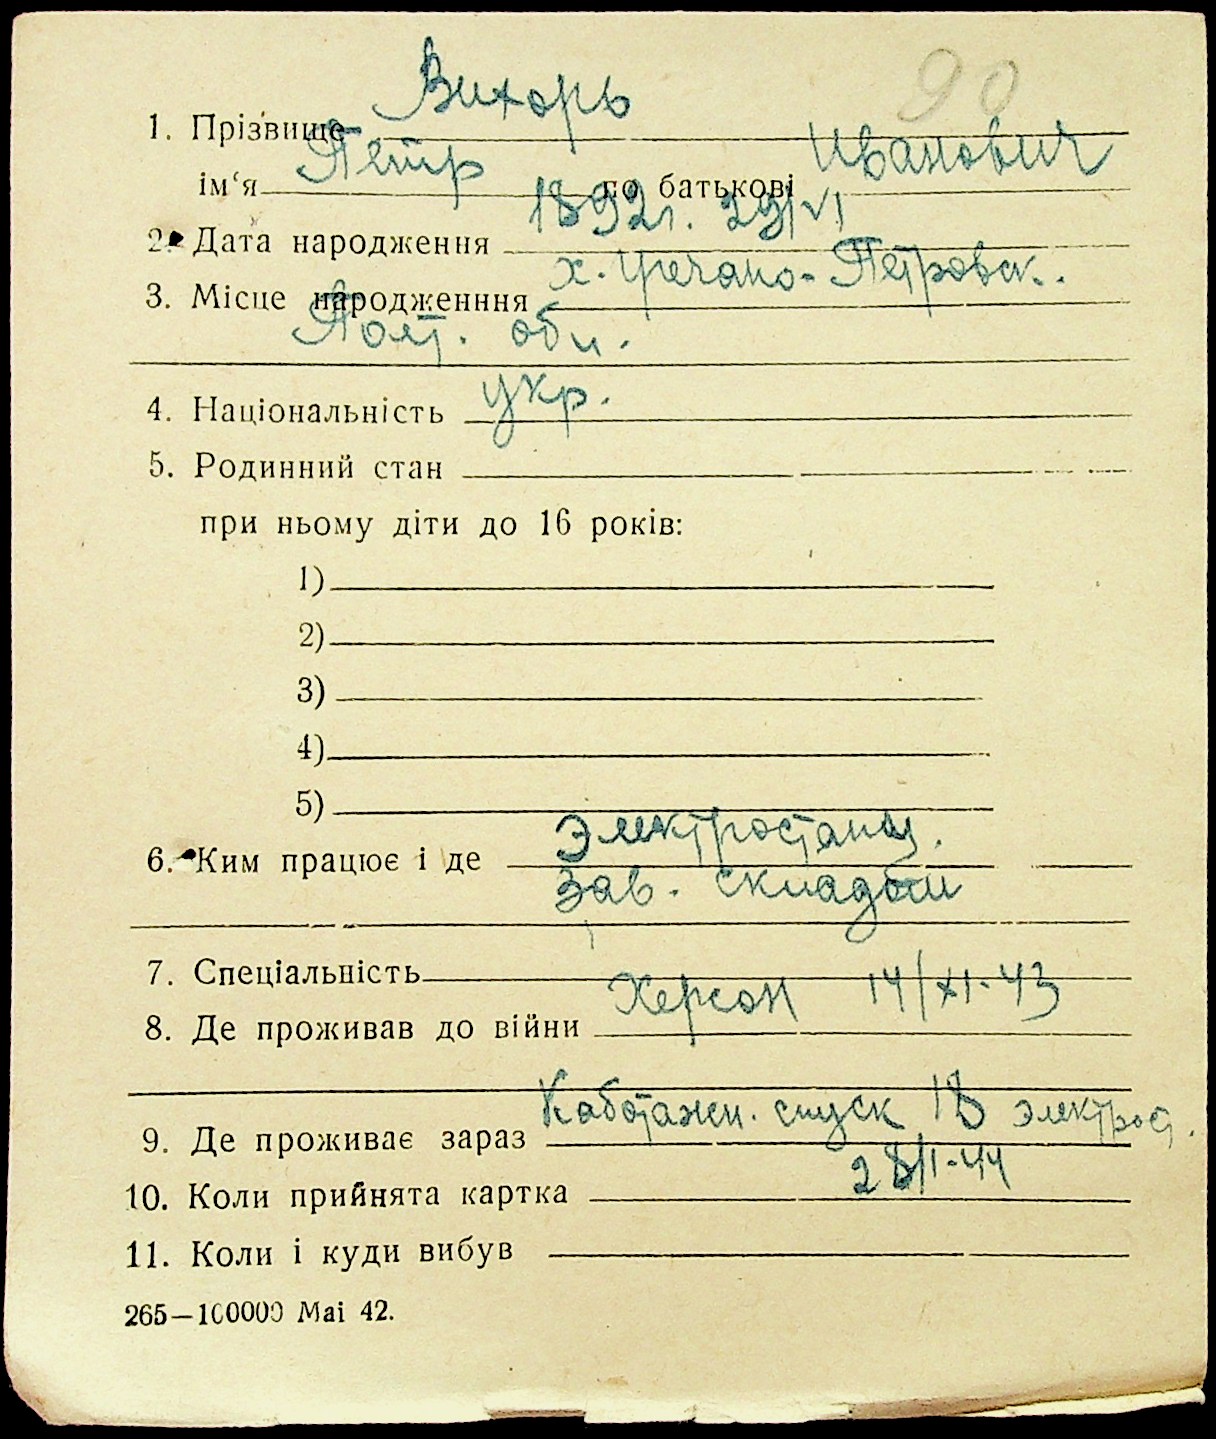 90
Вихорь
1. Прізвище
Петр Иванович
ім‘я по батькові
1892г. 29/VI
2. Дата народження
х. Гречано-Петровск.
3. Місце народженння
Полт. обл.
укр.
4. Національність
5. Родинний стан
при ньому діти до 16 років:
1)
2)
3)
4)
5)
Электростанц.
6. Ким працює і де
Зав. складом
7. Спеціальність
Херсон 14/XI-43
8. Де проживав до війни
Каботажн. спуск 18 электрост.
9. Де проживає зараз
28/I-44
10. Коли прийнята картка
11. Коли і куди вибув
265—100000 Mai 42.